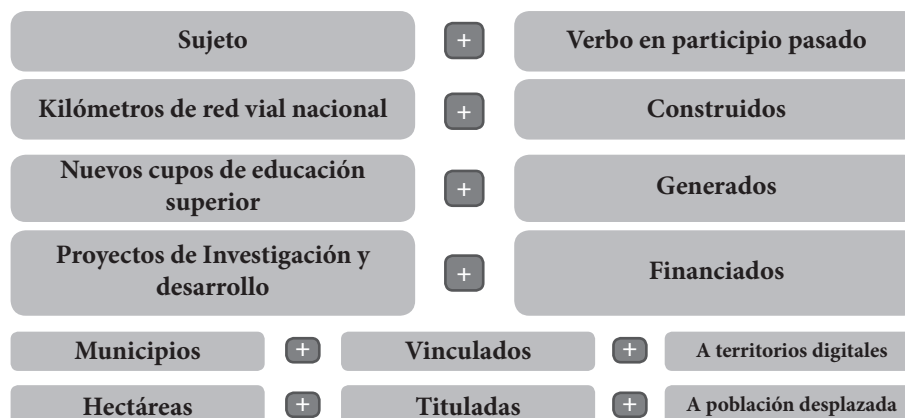 Sujeto + Verbo en participio pasado
Kilómetros de red vial nacional + Construidos
Nuevos cupos de educación
superior + Generados
Proyectos de Investigación y
desarrollo + Financiados
Municipios + Vinculados + A territorios digitales
Hectáreas + Tituladas + A población desplazada